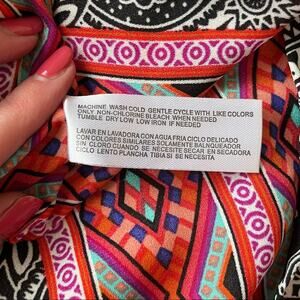 MACHINE WASH COLD GENTLE CYCLE WITH LIKE COLORS
ONLY NON-CHLORINE BLEACH WHEN NEEDED
TUMBLE DRY LOW LOW IRON IF NEEDED
LAVAR EN LAVADORA CON AGUA FRIA CICLO DELICADO
CON COLORES SIMILARES SOLAMENTE BALNQUEADOR
SIN CLORO CUANDO SE NECESITE SECAR EN SECADORA
CICLO LENTO PLANCHA TIBIA SI SE NECESITA